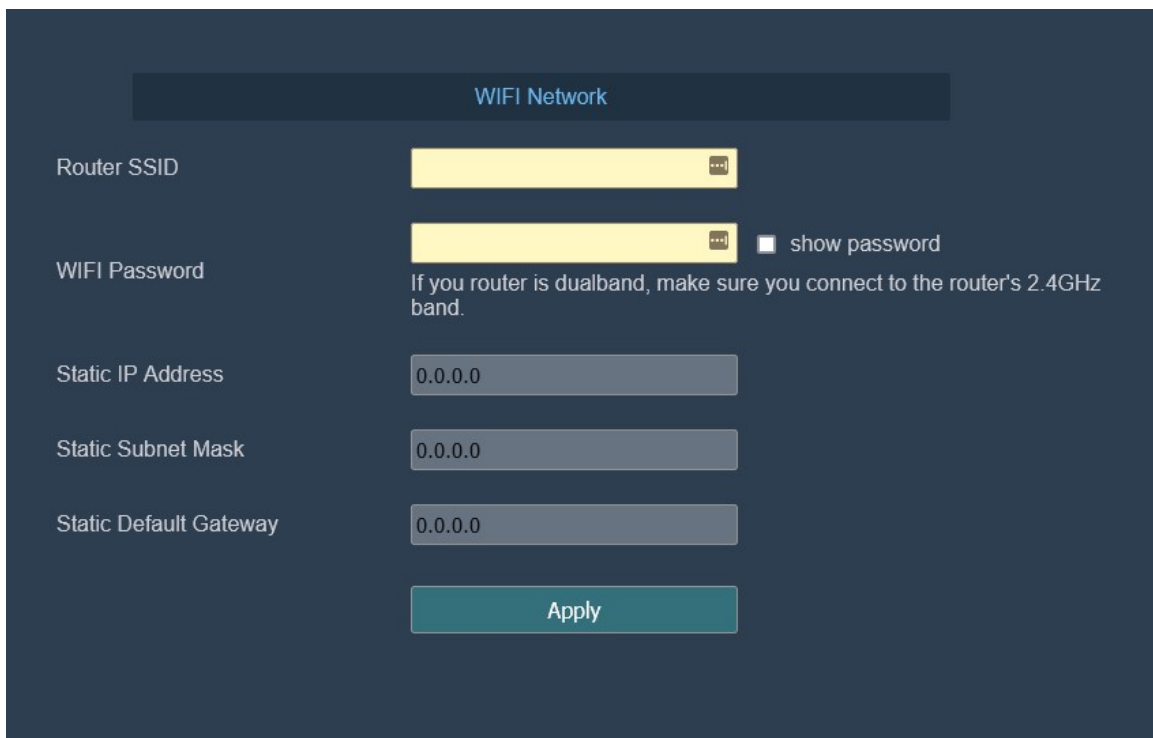 WIFI Network
Router SSID
WIFI Password
show password
If you router is dualband, make sure you connect to the router's 2.4GHz
band.
Static IP Address
0.0.0.0
Static Subnet Mask
0.0.0.0
Static Default Gateway
0.0.0.0
Apply